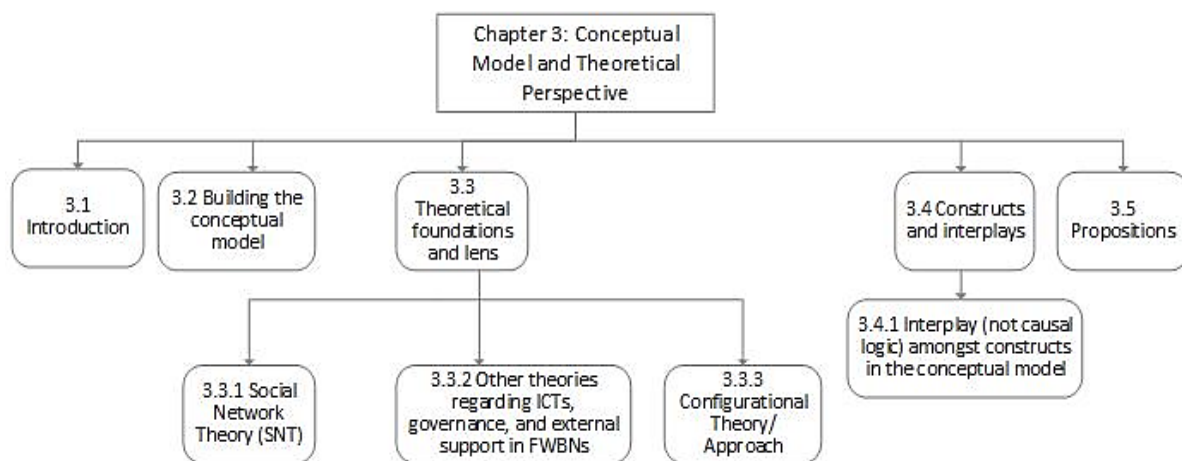 Chapter 3: Conceptual
Model and Theoretical
Perspective
3.1
Introduction
3.2 Building the
conceptual
model
3.3
Theoretical
foundations
and lens
3.4 Constructs
and interplays
3.5
Propositions
3.4.1 Interplay (not causal
logic) amongst constructs
in the conceptual model
3.3.1 Social
Network
Theory (SNT)
3.3.2 Other theories
regarding ICTs,
governance, and external
support in FWBNs
3.3.3
Configurational
Theory/
Approach